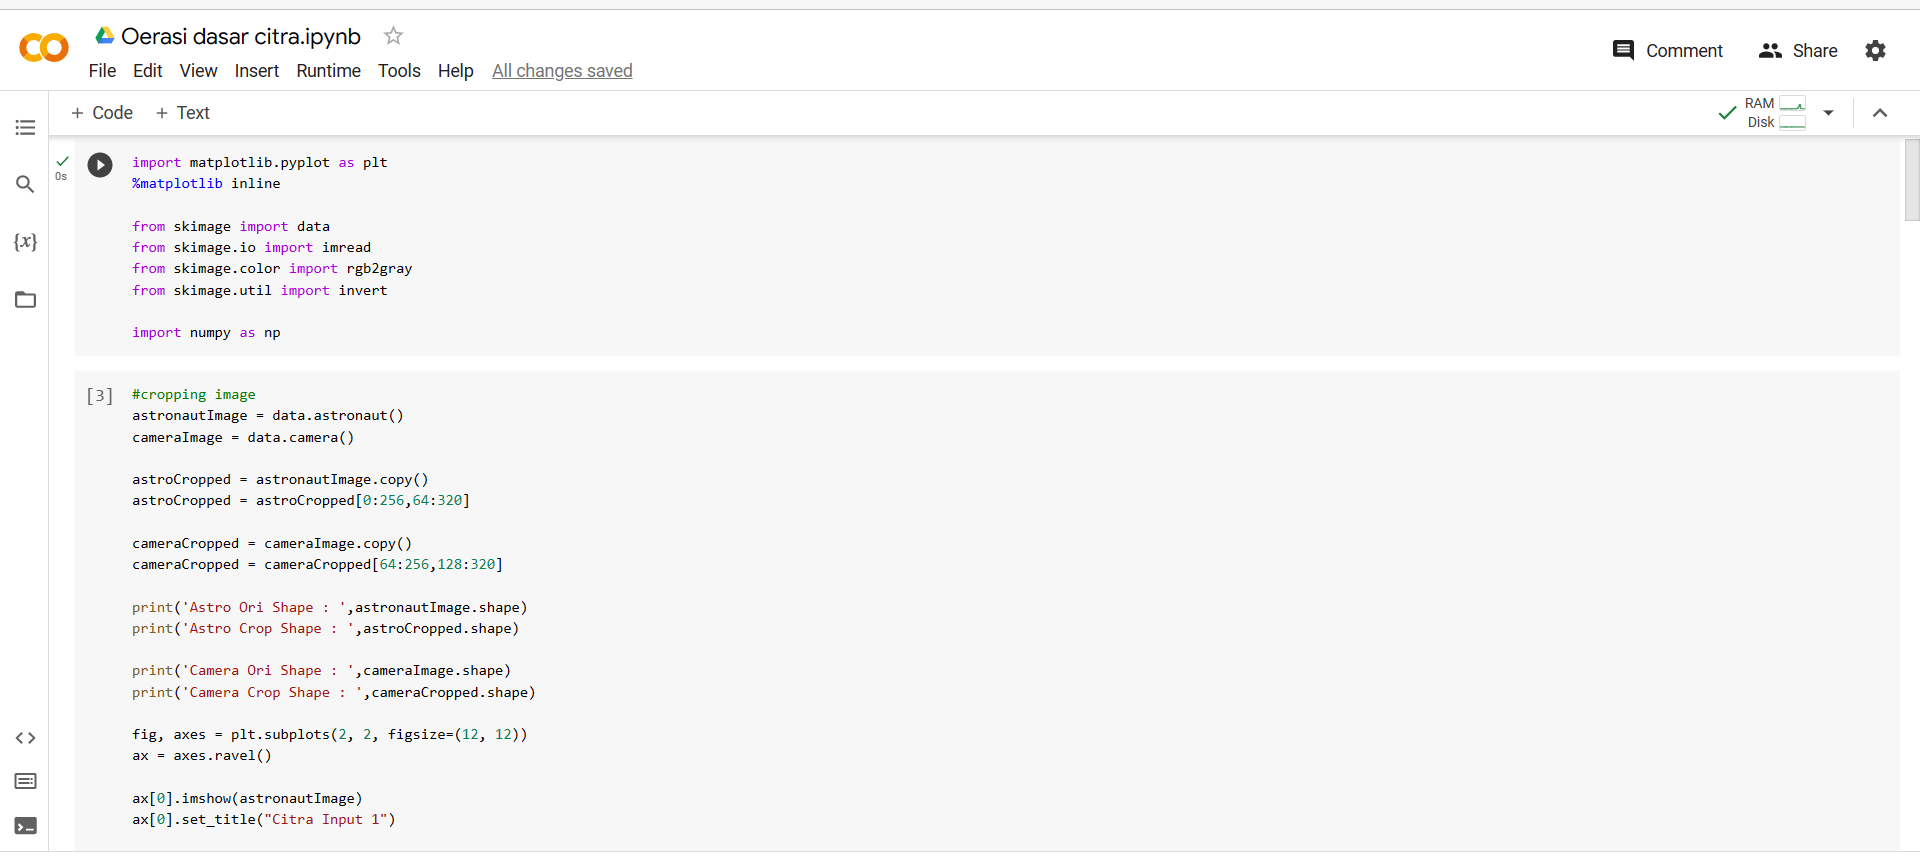 Oerasi dasar citra.ipynb
File Edit View Insert Runtime Tools Help All changes saved
Comment Share
+ Code + Text
RAM
Disk
0s
import matplotlib.pyplot as plt
%matplotlib inline
from skimage import data
from skimage.io import imread
from skimage.color import rgb2gray
from skimage.util import invert
import numpy as np
{x}
[3] #cropping image
astronautImage = data.astronaut()
cameraImage = data.camera()
astroCropped = astronautImage.copy()
astroCropped = astroCropped[0:256,64:320]
cameraCropped = cameraImage.copy()
cameraCropped = cameraCropped[64:256,128:320]
print('Astro Ori Shape : ',astronautImage.shape)
print('Astro Crop Shape : ',astroCropped.shape)
print('Camera Ori Shape : ',cameraImage.shape)
print('Camera Crop Shape : ',cameraCropped.shape)
fig, axes = plt.subplots(2, 2, figsize=(12, 12))
ax = axes.ravel()
ax[0].imshow(astronautImage)
ax[0].set_title("Citra Input 1")